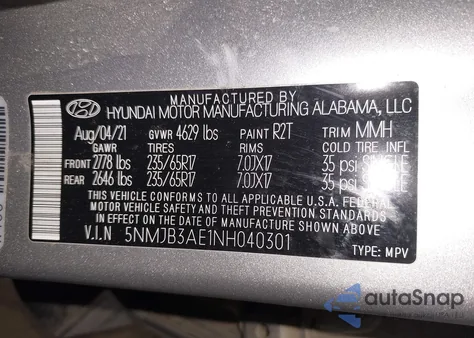 MANUFACTURED BY
HYUNDAI MOTOR MANUFACTURING ALABAMA, LLC
Aug/04/21 GVWR 4629 lbs PAINT R2T TRIM MMH
GAWR TIRES RIMS COLD TIRE INFL
FRONT 2778 lbs 235/65R17 7.0JX17 35 psi SINGLE
REAR 2646 lbs 235/65R17 7.0JX17 35 psi SINGLE
THIS VEHICLE CONFORMS TO ALL APPLICABLE U.S.A. FEDERAL
MOTOR VEHICLE SAFETY AND THEFT PREVENTION STANDARDS
IN EFFECT ON THE DATE OF MANUFACTURE SHOWN ABOVE.
V.I.N 5NMJB3AE1NH040301
TYPE: MPV
autoSnap